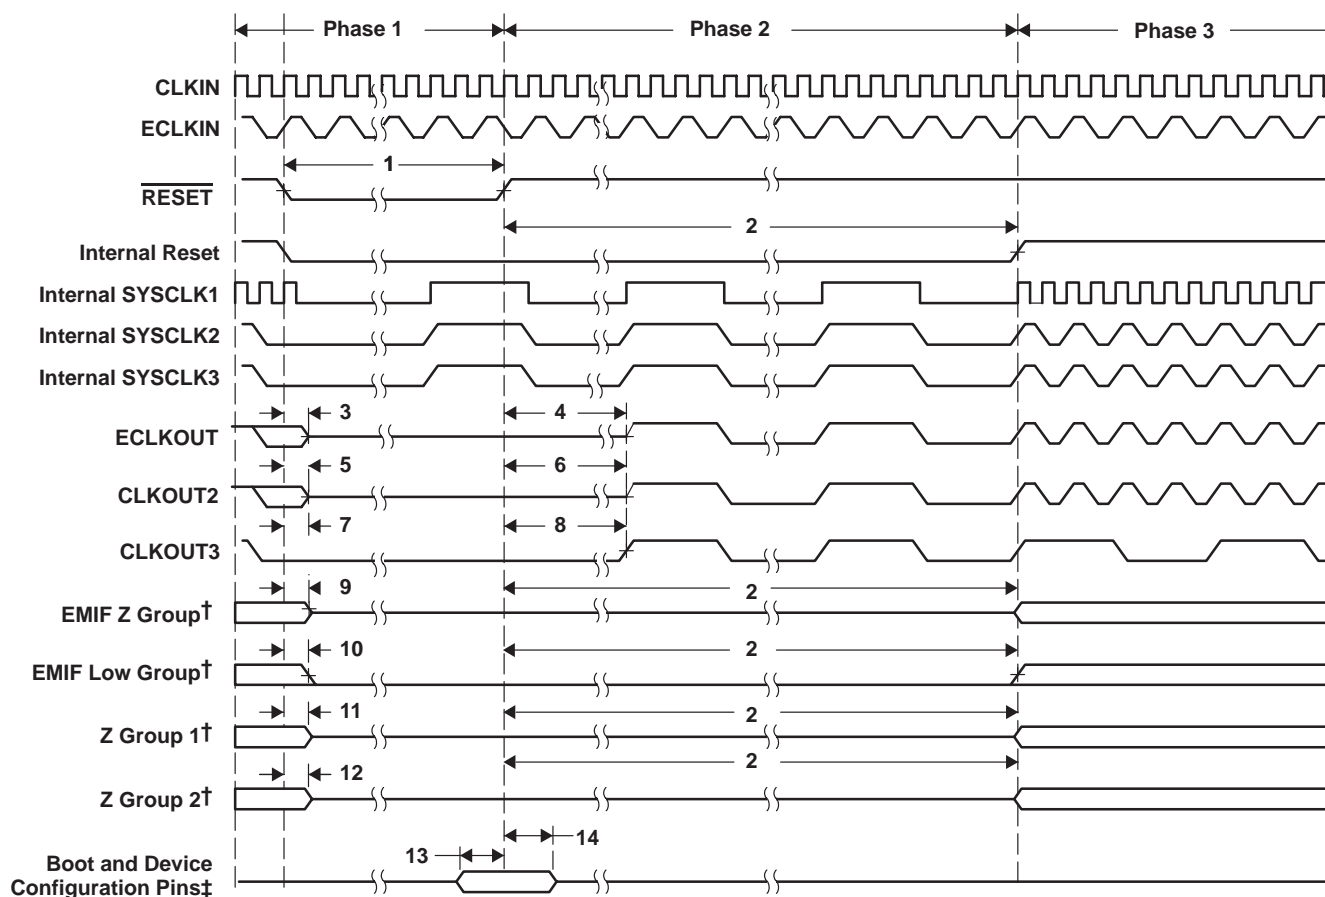 Phase 1
Phase 2
Phase 3
CLKIN
ECLKIN
1
RESET
2
Internal Reset
Internal SYSCLK1
Internal SYSCLK2
Internal SYSCLK3
3
4
ECLKOUT
5
6
CLKOUT2
7
8
CLKOUT3
9
2
EMIF Z Group†
10
2
EMIF Low Group†
11
2
Z Group 1†
12
2
Z Group 2†
13
14
Boot and Device
Configuration Pins‡